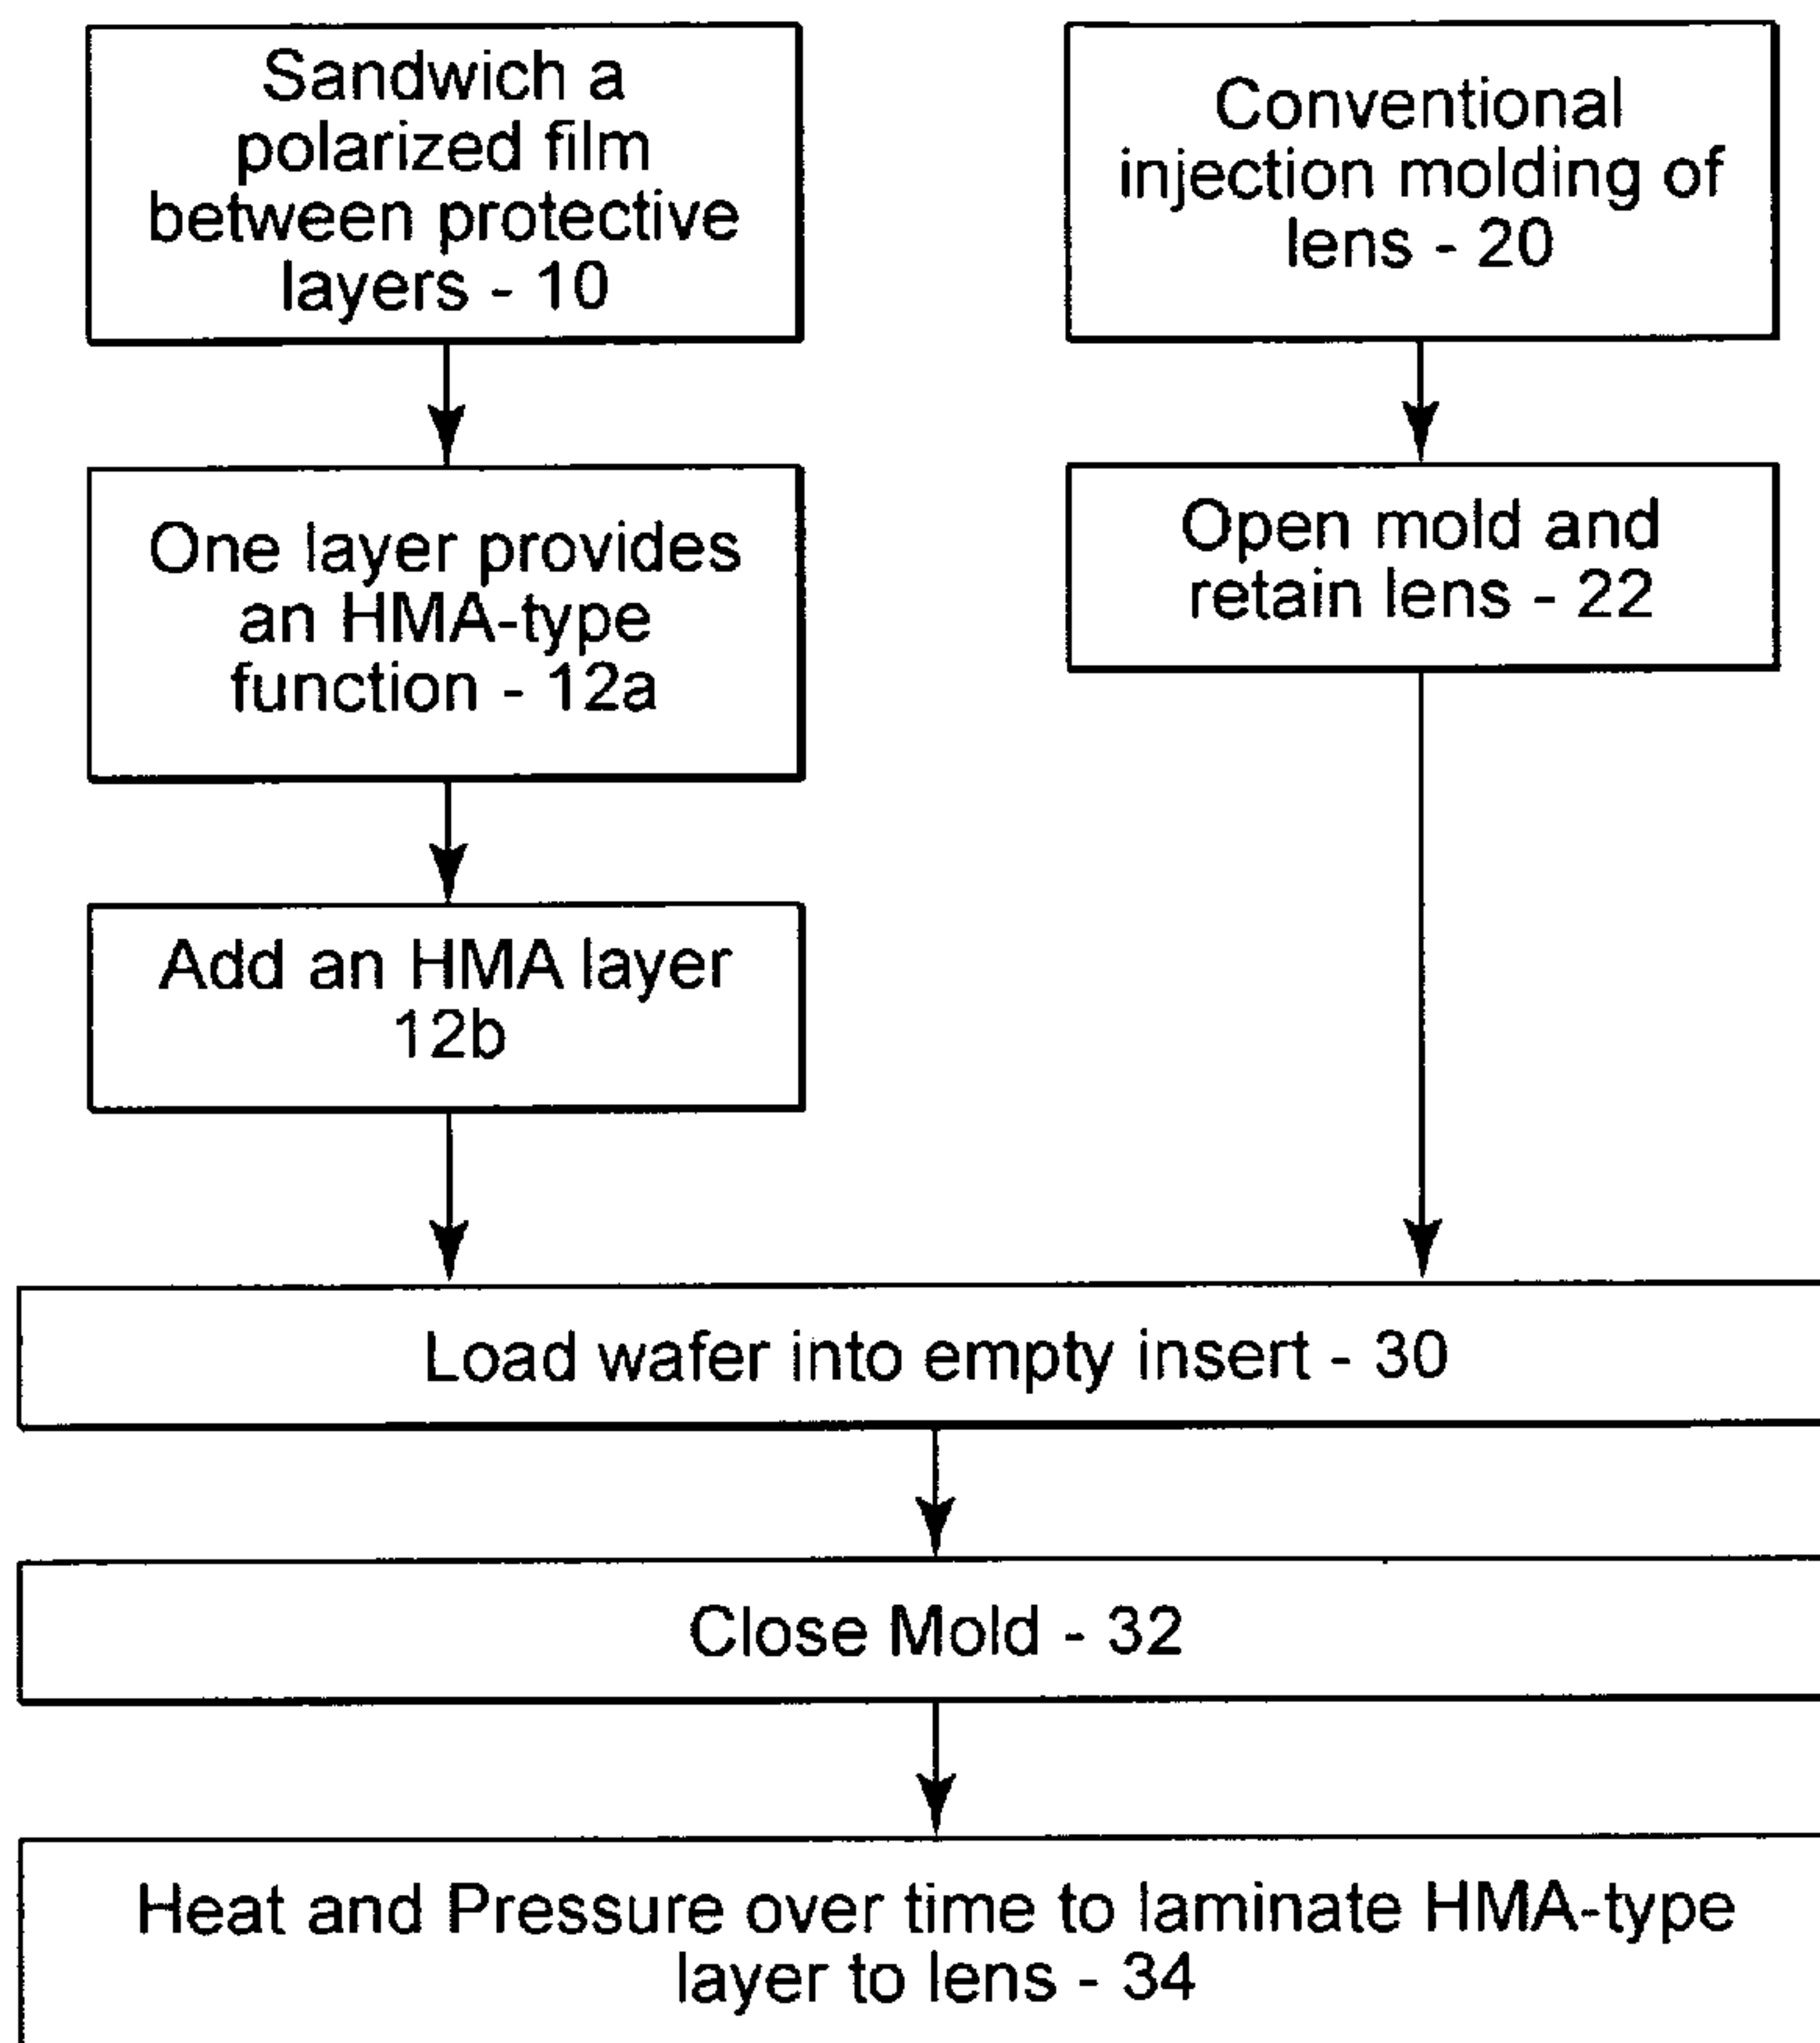 Sandwich a
polarized film
between protective
layers - 10
One layer provides
an HMA-type
function - 12a
Add an HMA layer
12b
Conventional
injection molding of
lens - 20
Open mold and
retain lens - 22
Load wafer into empty insert - 30
Close Mold - 32
Heat and Pressure over time to laminate HMA-type
layer to lens - 34